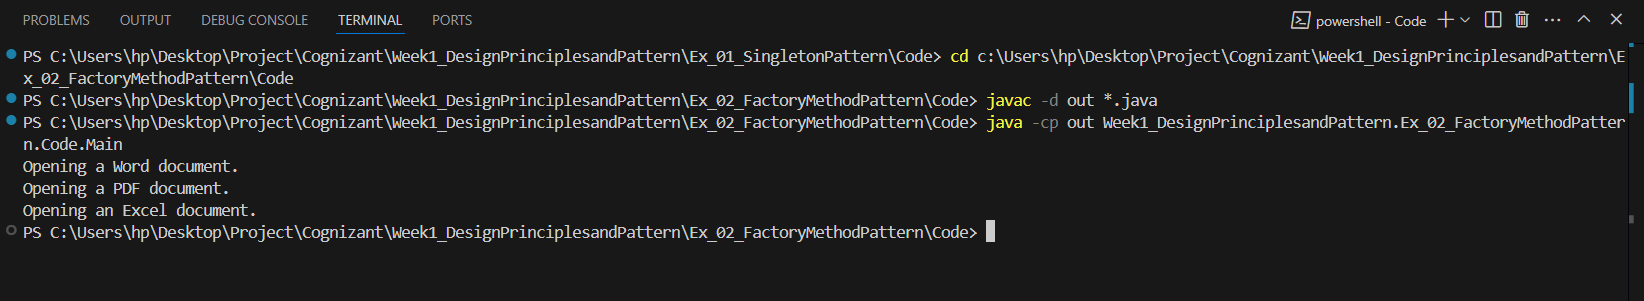 PROBLEMS OUTPUT DEBUG CONSOLE TERMINAL PORTS powershell - Code
PS C:\Users\hp\Desktop\Project\Cognizant\Week1_DesignPrinciplesandPattern\Ex_01_SingletonPattern\Code> cd c:\Users\hp\Desktop\Project\Cognizant\Week1_DesignPrinciplesandPattern\E
x_02_FactoryMethodPattern\Code
PS C:\Users\hp\Desktop\Project\Cognizant\Week1_DesignPrinciplesandPattern\Ex_02_FactoryMethodPattern\Code> javac -d out *.java
PS C:\Users\hp\Desktop\Project\Cognizant\Week1_DesignPrinciplesandPattern\Ex_02_FactoryMethodPattern\Code> java -cp out Week1_DesignPrinciplesandPattern.Ex_02_FactoryMethodPatter
n.Code.Main
Opening a Word document.
Opening a PDF document.
Opening an Excel document.
PS C:\Users\hp\Desktop\Project\Cognizant\Week1_DesignPrinciplesandPattern\Ex_02_FactoryMethodPattern\Code>